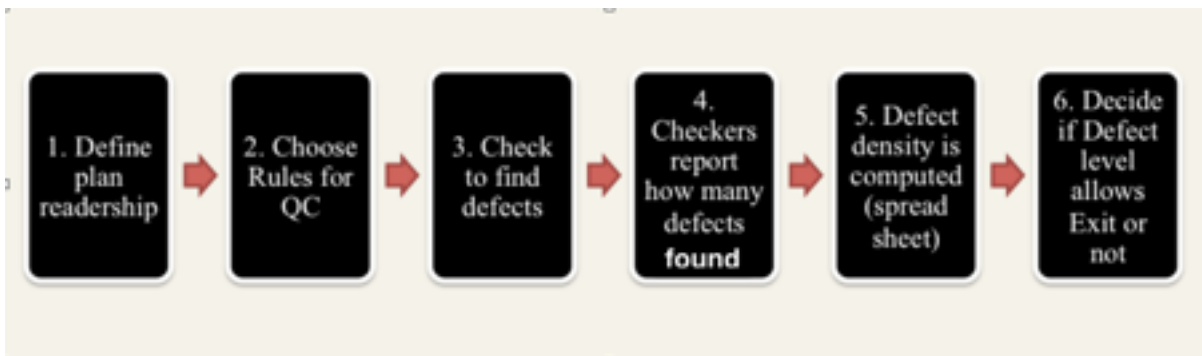 1. Define
plan
readership
2. Choose
Rules for
QC
3. Check
to find
defects
4.
Checkers
report
how many
defects
found
5. Defect
density is
computed
(spread
sheet)
6. Decide
if Defect
level
allows
Exit or
not